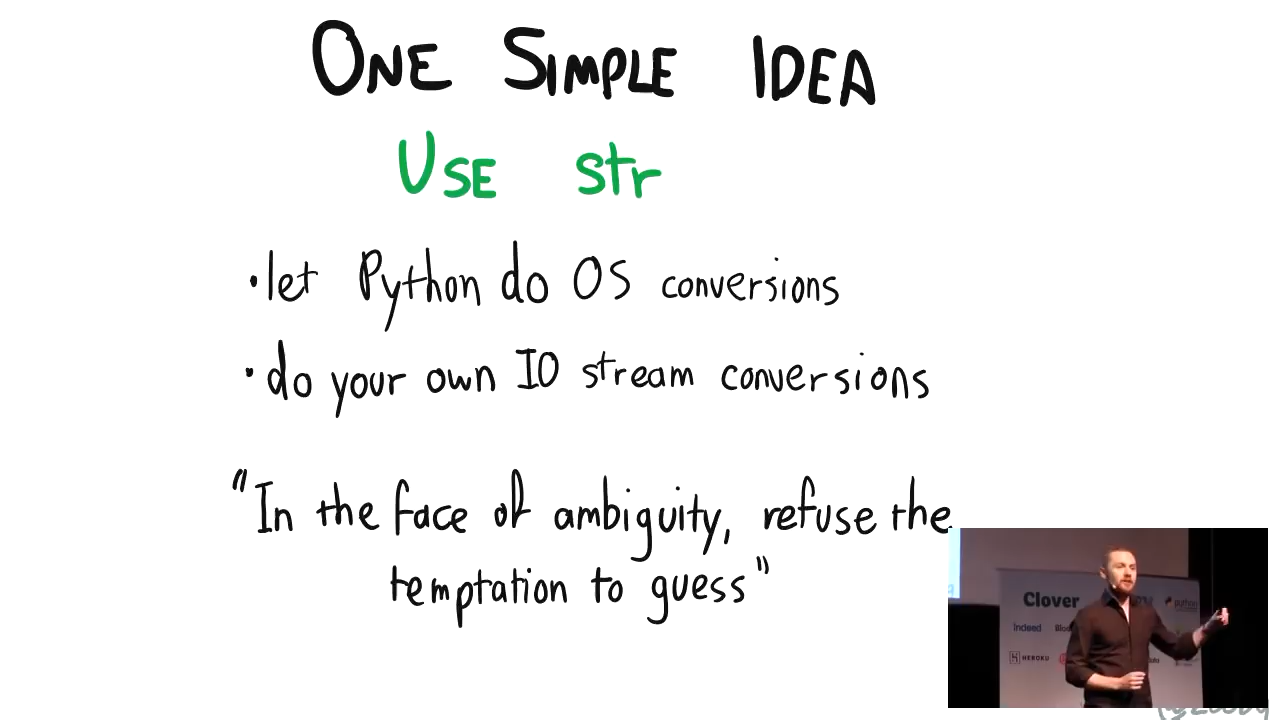 ONE SIMPLE IDEA
USE str
• let Python do OS conversions
• do your own IO stream conversions
"In the face of ambiguity, refuse the
temptation to guess"
Clover
python
Indeed
HEROKU